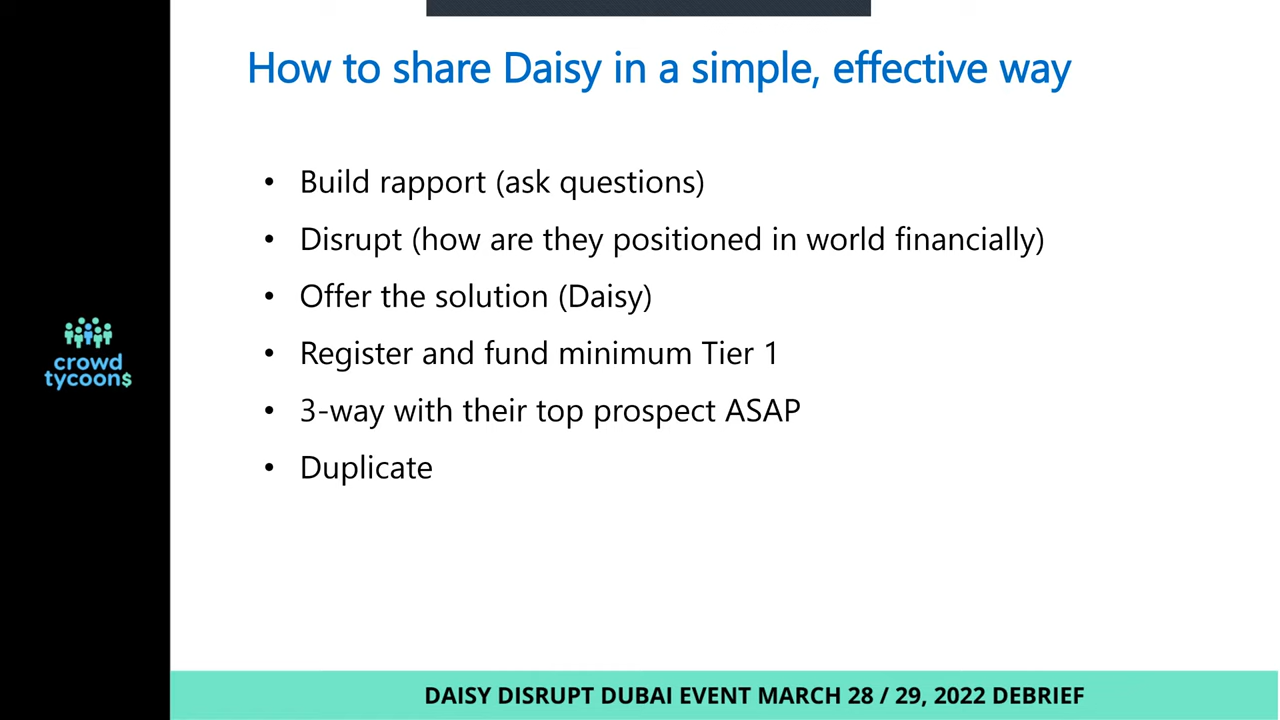 How to share Daisy in a simple, effective way
• Build rapport (ask questions)
• Disrupt (how are they positioned in world financially)
• Offer the solution (Daisy)
• Register and fund minimum Tier 1
• 3-way with their top prospect ASAP
• Duplicate
crowd
tycoon$
DAISY DISRUPT DUBAI EVENT MARCH 28 / 29, 2022 DEBRIEF